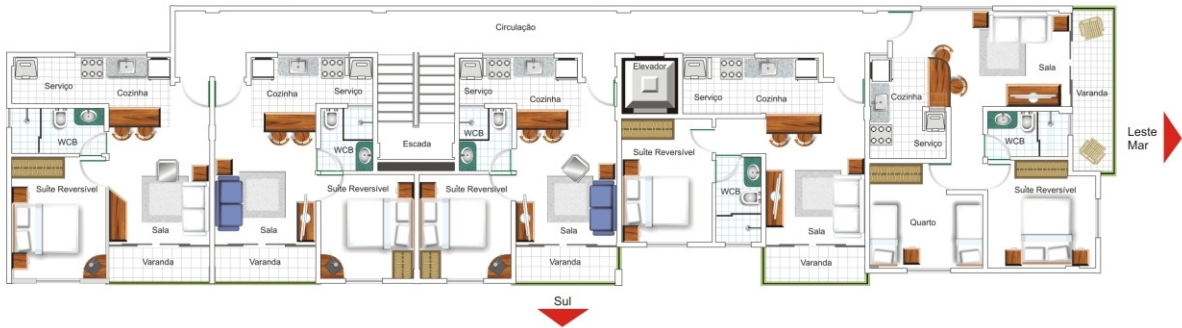 Circulação
Serviço
Cozinha
WCB
Suíte Reversível
Sala
Varanda
Cozinha
Serviço
WCB
Suíte Reversível
Sala
Varanda
Escada
Serviço
Cozinha
WCB
Suíte Reversível
Sala
Varanda
Elevador
Serviço
Cozinha
Suíte Reversível
WCB
Sala
Varanda
Sala
Cozinha
Varanda
Serviço
WCB
Suíte Reversível
Quarto
Leste
Mar
Sul